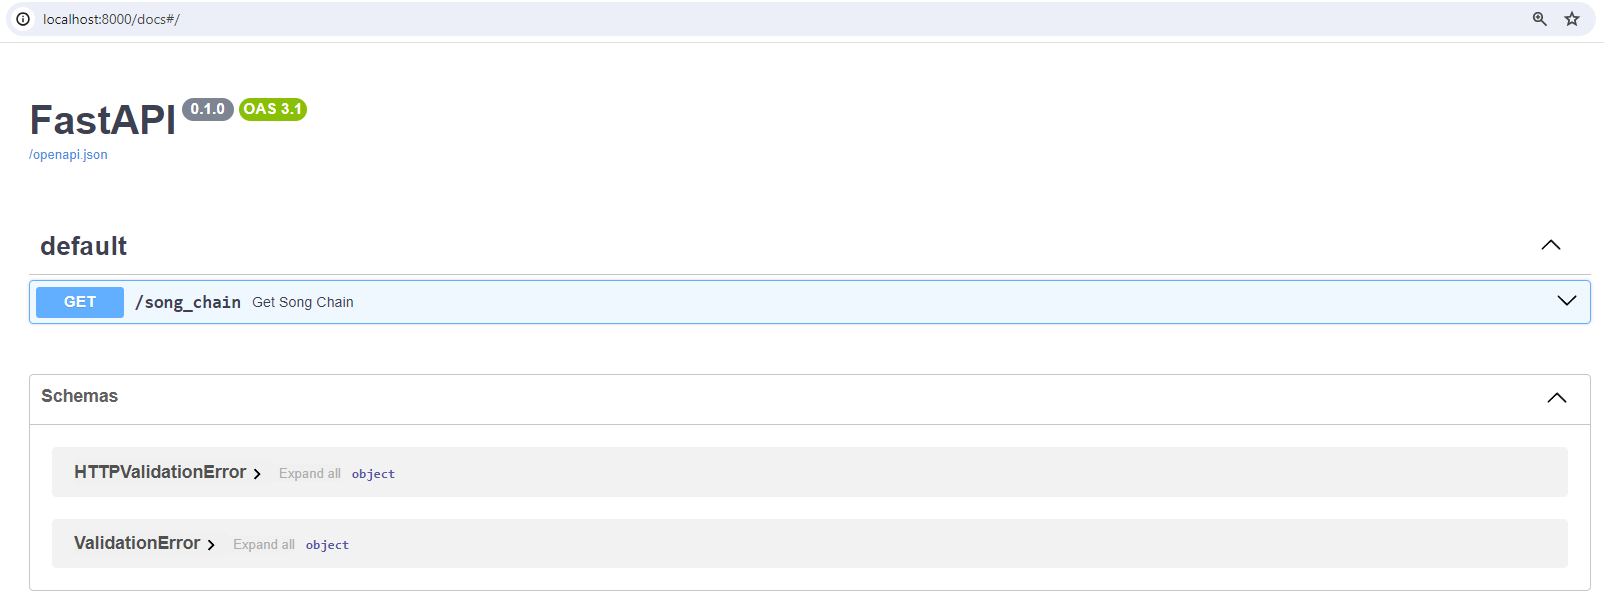 localhost:8000/docs#/
FastAPI 0.1.0 OAS 3.1
/openapi.json
default
GET /song_chain Get Song Chain
Schemas
HTTPValidationError Expand all object
ValidationError Expand all object